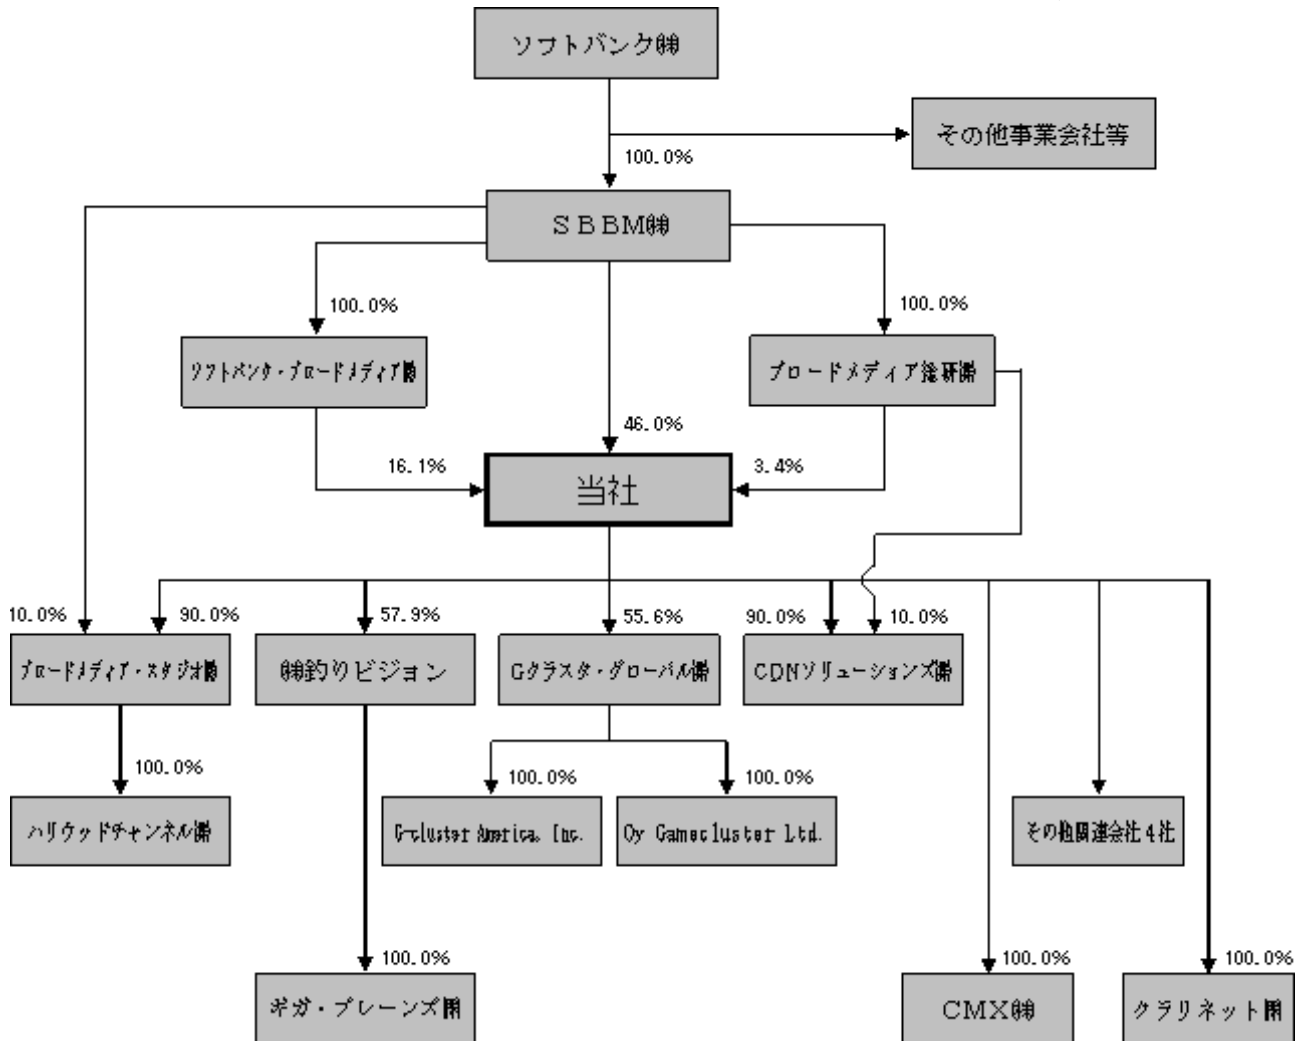 ソフトバンク㈱
その他事業会社等
100.0%
ＳＢＢＭ㈱
100.0%
100.0%
ソフトバンク・ブロードメディア㈱
ブロードメディア総研㈱
46.0%
16.1%
3.4%
当社
10.0%
90.0%
57.9%
55.6%
90.0%
10.0%
ブロードメディア・スタジオ㈱
㈱釣りビジョン
Gクラスタ・グローバル㈱
CDNソリューションズ㈱
100.0%
100.0%
100.0%
ハリウッドチャンネル㈱
G-cluster America, Inc.
Oy Gamecluster Ltd.
その他関連会社４社
100.0%
100.0%
100.0%
ギガ・ブレーンズ㈱
CMX㈱
クラリネット㈱